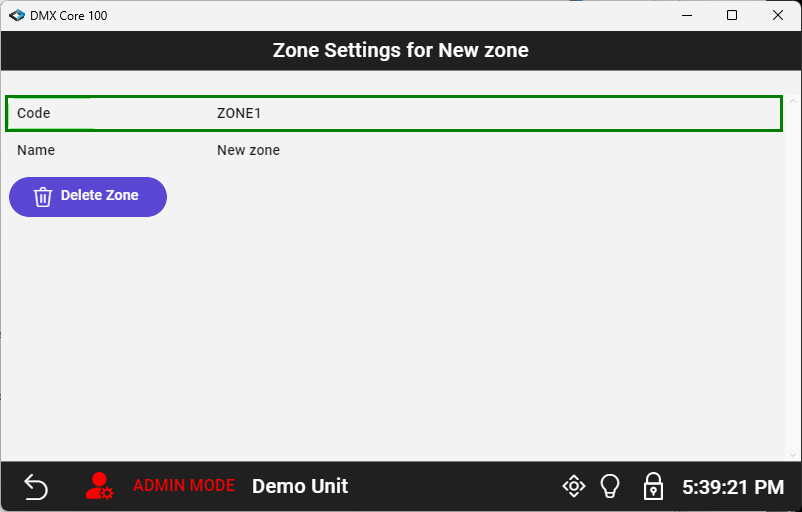 DMX Core 100
Zone Settings for New zone
Code ZONE1
Name New zone
Delete Zone
ADMIN MODE Demo Unit 5:39:21 PM